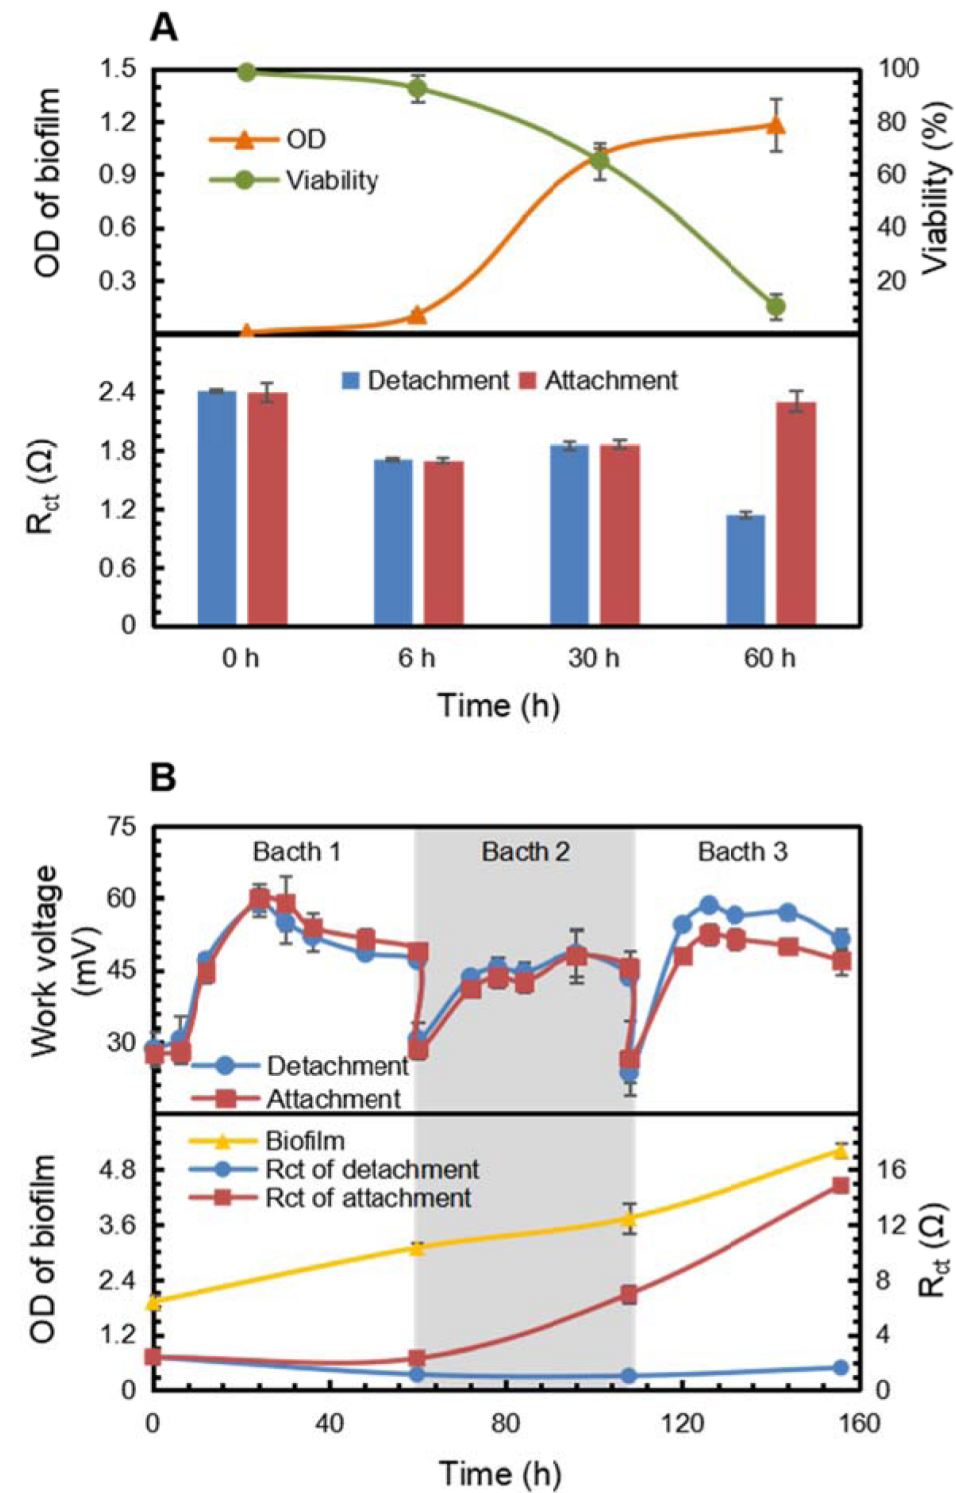 A
1.5
1.2
0.9
0.6
0.3
OD of biofilm
OD
Viability
100
80
60
40
20
Viability (%)
2.4
1.8
1.2
0.6
0
Rct (Ω)
Detachment Attachment
0 h 6 h 30 h 60 h
Time (h)
B
75
60
45
30
Work voltage
(mV)
Bacth 1 Bacth 2 Bacth 3
Detachment
Attachment
Biofilm
Rct of detachment
Rct of attachment
4.8
3.6
2.4
1.2
0
OD of biofilm
16
12
8
4
0
Rct (Ω)
0 40 80 120 160
Time (h)